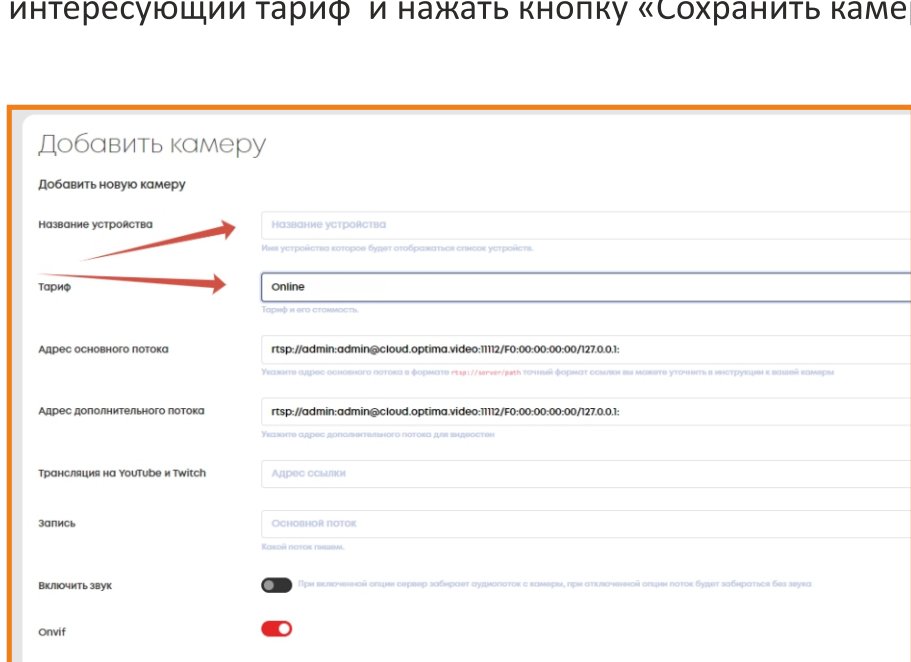 интересующий тариф и нажать кнопку «Сохранить
Добавить камеру
Добавить новую камеру
Название устройства
Название устройства
Имя устройства которое будет отображаться список устройств.
Тариф
Online
Тариф и его стоимость.
Адрес основного потока
rtsp://admin:admin@cloud.optima.video:11112/F0:00:00:00:00/127.0.0.1:
Укажите адрес основного потока в формате rtsp://server/path точный формат ссылки вы можете уточнить в инструкции к вашей камеры
Адрес дополнительного потока
rtsp://admin:admin@cloud.optima.video:11112/F0:00:00:00:00/127.0.0.1:
Укажите адрес дополнительного потока для видеостен
Трансляция на YouTube и Twitch
Адрес ссылки
Запись
Основной поток
Какой поток пишем.
Включить звук
При включенной опции сервер забирает аудиопоток с камеры, при отключенной опции поток будет забираться без звука
Onvif